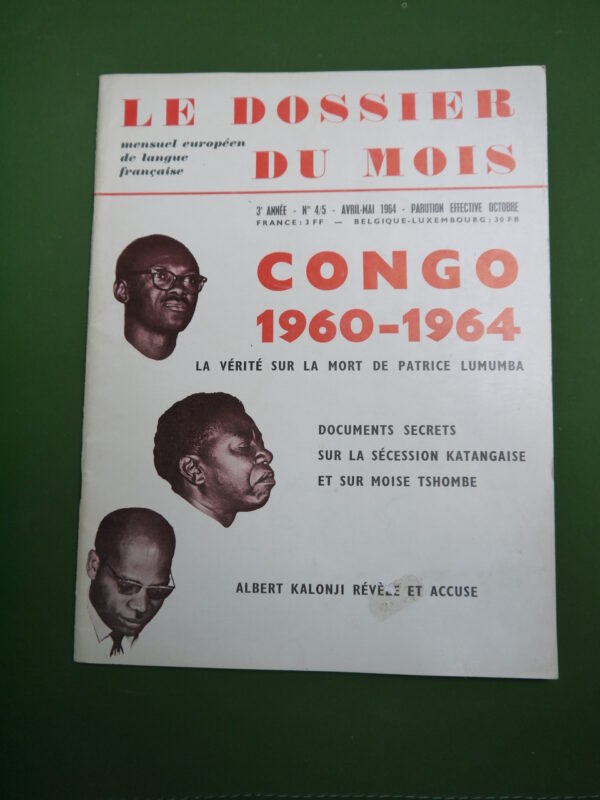 LE DOSSIER
DU MOIS
mensuel européen
de langue
française
3e ANNÉE - N° 4/5 - AVRIL-MAI 1964 - PARUTION EFFECTIVE OCTOBRE
FRANCE : 3 FF — BELGIQUE-LUXEMBOURG : 30 FB
CONGO
1960-1964
LA VÉRITÉ SUR LA MORT DE PATRICE LUMUMBA
DOCUMENTS SECRETS
SUR LA SÉCESSION KATANGAISE
ET SUR MOISE TSHOMBE
ALBERT KALONJI RÉVÈLE ET ACCUSE